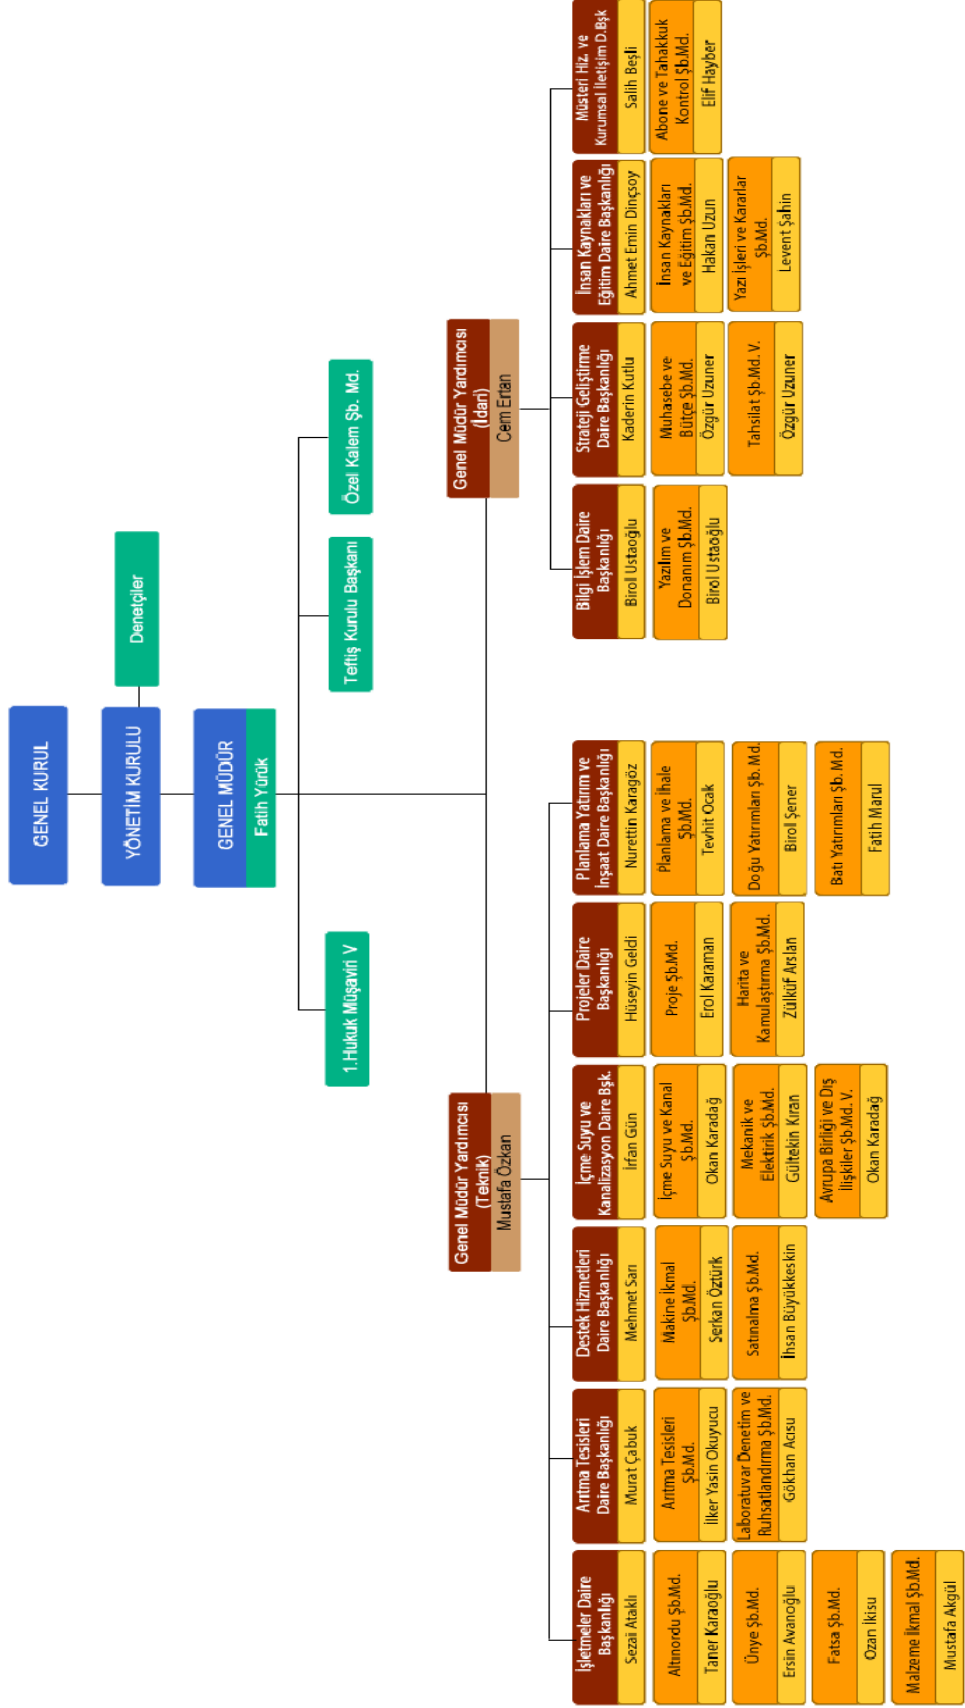 GENEL KURUL
YÖNETİM KURULU
Denetçiler
GENEL MÜDÜR
Fatih Yürük
1.Hukuk Müşaviri V
Teftiş Kurulu Başkanı
Özel Kalem Şb. Md.
Genel Müdür Yardımcısı
(Teknik)
Mustafa Özkan
Genel Müdür Yardımcısı
(İdari)
Cem Ertan
İşletmeler Daire
Başkanlığı
Sezai Ataklı
Altınordu Şb.Md.
Taner Karaoğlu
Ünye Şb.Md.
Ersin Avanoğlu
Fatsa Şb.Md.
Ozan İkisu
Malzeme İkmal Şb.Md.
Mustafa Akgül
Arıtma Tesisleri
Daire Başkanlığı
Murat Çabuk
Arıtma Tesisleri
Şb.Md.
İlker Yasin Okuyucu
Laboratuvar Denetim ve
Ruhsatlandırma Şb.Md.
Gökhan Acısu
Destek Hizmetleri
Daire Başkanlığı
Mehmet Sarı
Makine İkmal
Şb.Md.
Serkan Öztürk
Satınalma Şb.Md.
İhsan Büyükkeskin
İçme Suyu ve
Kanalizasyon Daire Bşk.
İrfan Gün
İçme Suyu ve Kanal
Şb.Md.
Okan Karadağ
Mekanik ve
Elektirik Şb.Md.
Gültekin Kıran
Avrupa Birliği ve Dış
İlişkiler Şb.Md. V.
Okan Karadağ
Projeler Daire
Başkanlığı
Hüseyin Geldi
Proje Şb.Md.
Erol Karaman
Harita ve
Kamulaştırma Şb.Md.
Zülküf Arslan
Planlama Yatırım ve
İnşaat Daire Başkanlığı
Nurettin Karagöz
Planlama ve İhale
Şb.Md.
Tevhit Ocak
Doğu Yatırımları Şb. Md.
Birol Şener
Batı Yatırımları Şb. Md.
Fatih Marul
Bilgi İşlem Daire
Başkanlığı
Birol Ustaoğlu
Yazılım ve
Donanım Şb.Md.
Birol Ustaoğlu
Strateji Geliştirme
Daire Başkanlığı
Kaderin Kutlu
Muhasebe ve
Bütçe Şb.Md.
Özgür Uzuner
Tahsilat Şb.Md. V.
Özgür Uzuner
İnsan Kaynakları ve
Eğitim Daire Başkanlığı
Ahmet Emin Dinçsoy
İnsan Kaynakları
ve Eğitim Şb.Md.
Hakan Uzun
Yazı İşleri ve Kararlar
Şb.Md.
Levent Şahin
Müşteri Hiz. ve
Kurumsal İletişim D.Bşk
Salih Beşli
Abone ve Tahakkuk
Kontrol Şb.Md.
Elif Hayber